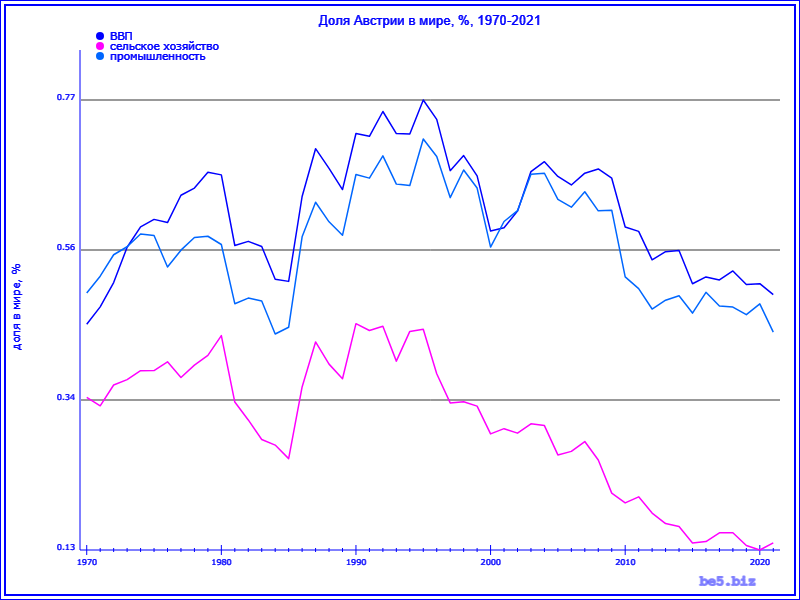 Доля Австрии в мире, %, 1970-2021
ВВП
сельское хозяйство
промышленность
доля в мире, %
0.77
0.56
0.34
0.13
1970 1980 1990 2000 2010 2020
be5.biz